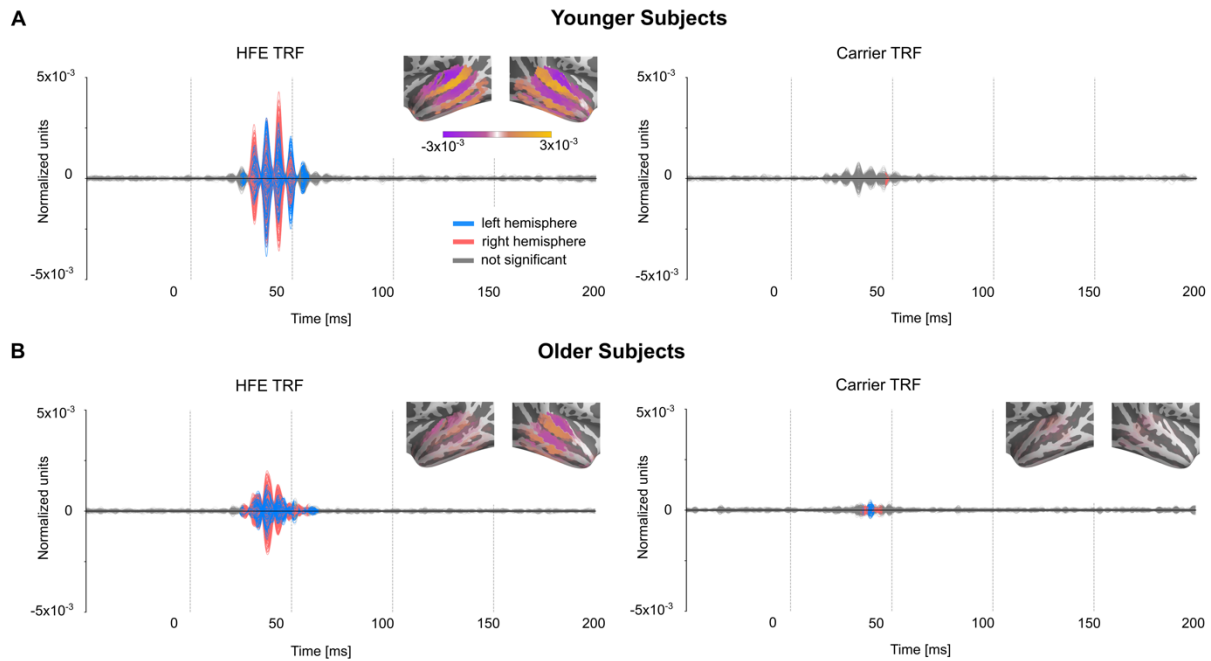 A
Younger Subjects
HFE TRF
Carrier TRF
5x10⁻³
0
-5x10⁻³
Normalized units
0
50
100
150
200
Time [ms]
-3x10⁻³
3x10⁻³
left hemisphere
right hemisphere
not significant
5x10⁻³
0
-5x10⁻³
Normalized units
0
50
100
150
200
Time [ms]
B
Older Subjects
HFE TRF
Carrier TRF
5x10⁻³
0
-5x10⁻³
Normalized units
0
50
100
150
200
Time [ms]
5x10⁻³
0
-5x10⁻³
Normalized units
0
50
100
150
200
Time [ms]